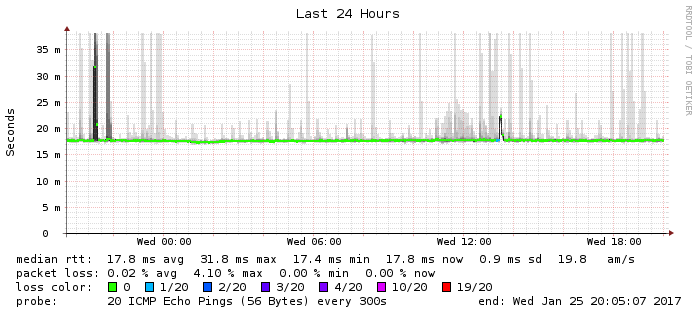 Last 24 Hours
RRDTOOL / TOBI OETIKER
Seconds
35 m
30 m
25 m
20 m
15 m
10 m
5 m
0
Wed 00:00 Wed 06:00 Wed 12:00 Wed 18:00
median rtt: 17.8 ms avg 31.8 ms max 17.4 ms min 17.8 ms now 0.9 ms sd 19.8 am/s
packet loss: 0.02 % avg 4.10 % max 0.00 % min 0.00 % now
loss color: 0 1/20 2/20 3/20 4/20 10/20 19/20
probe: 20 ICMP Echo Pings (56 Bytes) every 300s end: Wed Jan 25 20:05:07 2017